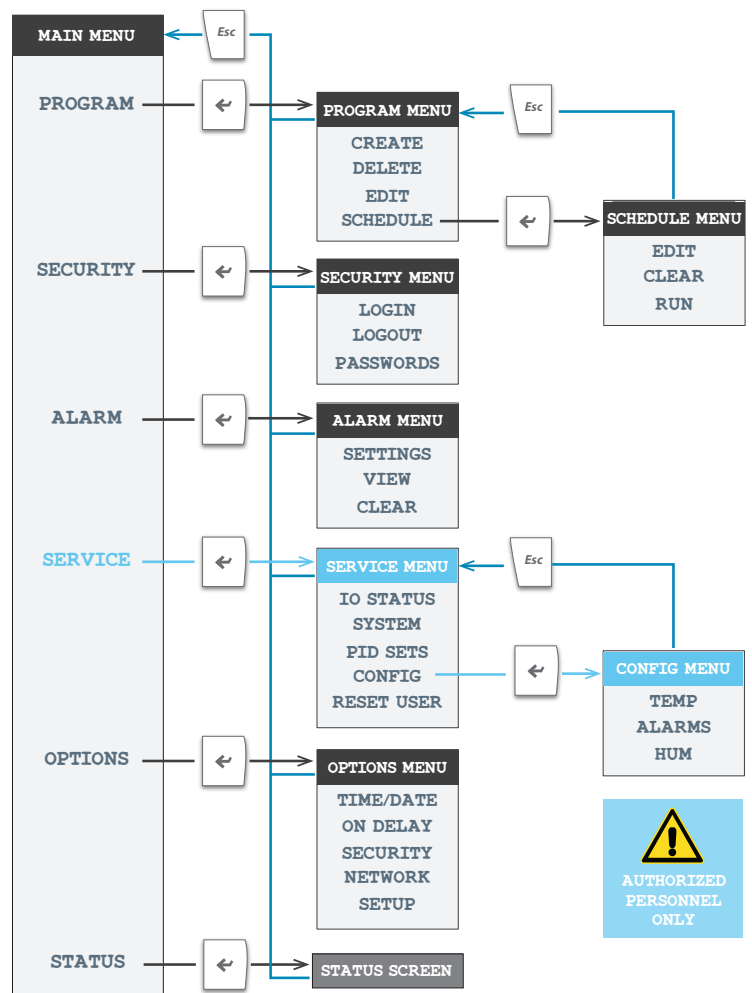 MAIN MENU
Esc
PROGRAM
PROGRAM MENU
Esc
CREATE
DELETE
EDIT
SCHEDULE
SCHEDULE MENU
EDIT
CLEAR
RUN
SECURITY
SECURITY MENU
LOGIN
LOGOUT
PASSWORDS
ALARM
ALARM MENU
SETTINGS
VIEW
CLEAR
SERVICE
SERVICE MENU
Esc
IO STATUS
SYSTEM
PID SETS
CONFIG
RESET USER
CONFIG MENU
TEMP
ALARMS
HUM
OPTIONS
OPTIONS MENU
TIME/DATE
ON DELAY
SECURITY
NETWORK
SETUP
AUTHORIZED
PERSONNEL
ONLY
STATUS
STATUS SCREEN